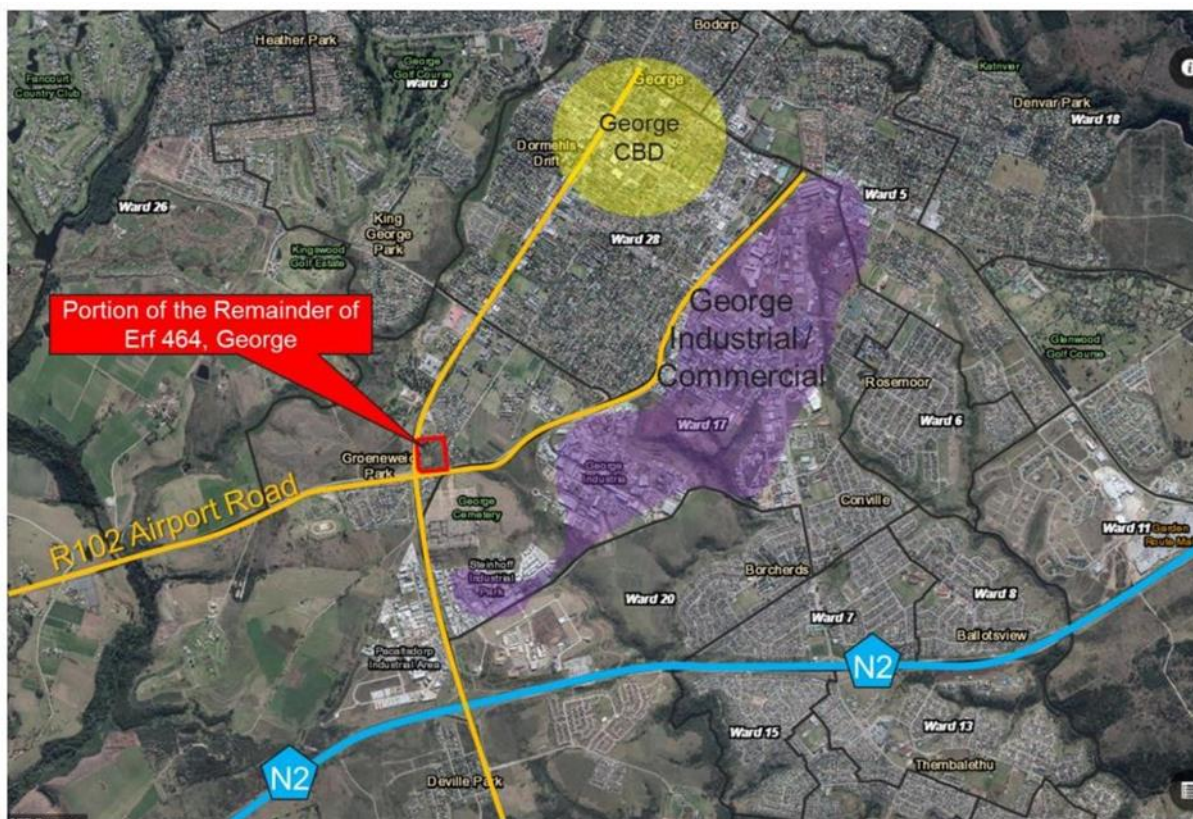 Bodorp
Heather Park
George
Golf Course
Ward 3
Fancourt
Country Club
George
Katrivier
Denvar Park
Ward 18
George
CBD
Dormehls
Drift
Ward 5
Ward 26
King
George
Park
Ward 28
Kingswood
Golf Estate
Portion of the Remainder of
Erf 464, George
George
Industrial/
Commercial
Glenwood
Golf Course
Rosemoor
Ward 6
Ward 17
Groeneweid
Park
George
Industria
R102 Airport Road
George
Cemetery
Conville
Ward 11
Garden
Route Mall
Steinhoff
Industrial
Park
Borcherds
Ward 20
Ward 7
Ward 8
Ballotsview
Pacaltsdorp
Industrial Area
N2
N2
Ward 15
Ward 13
Thembalethu
Deville Park